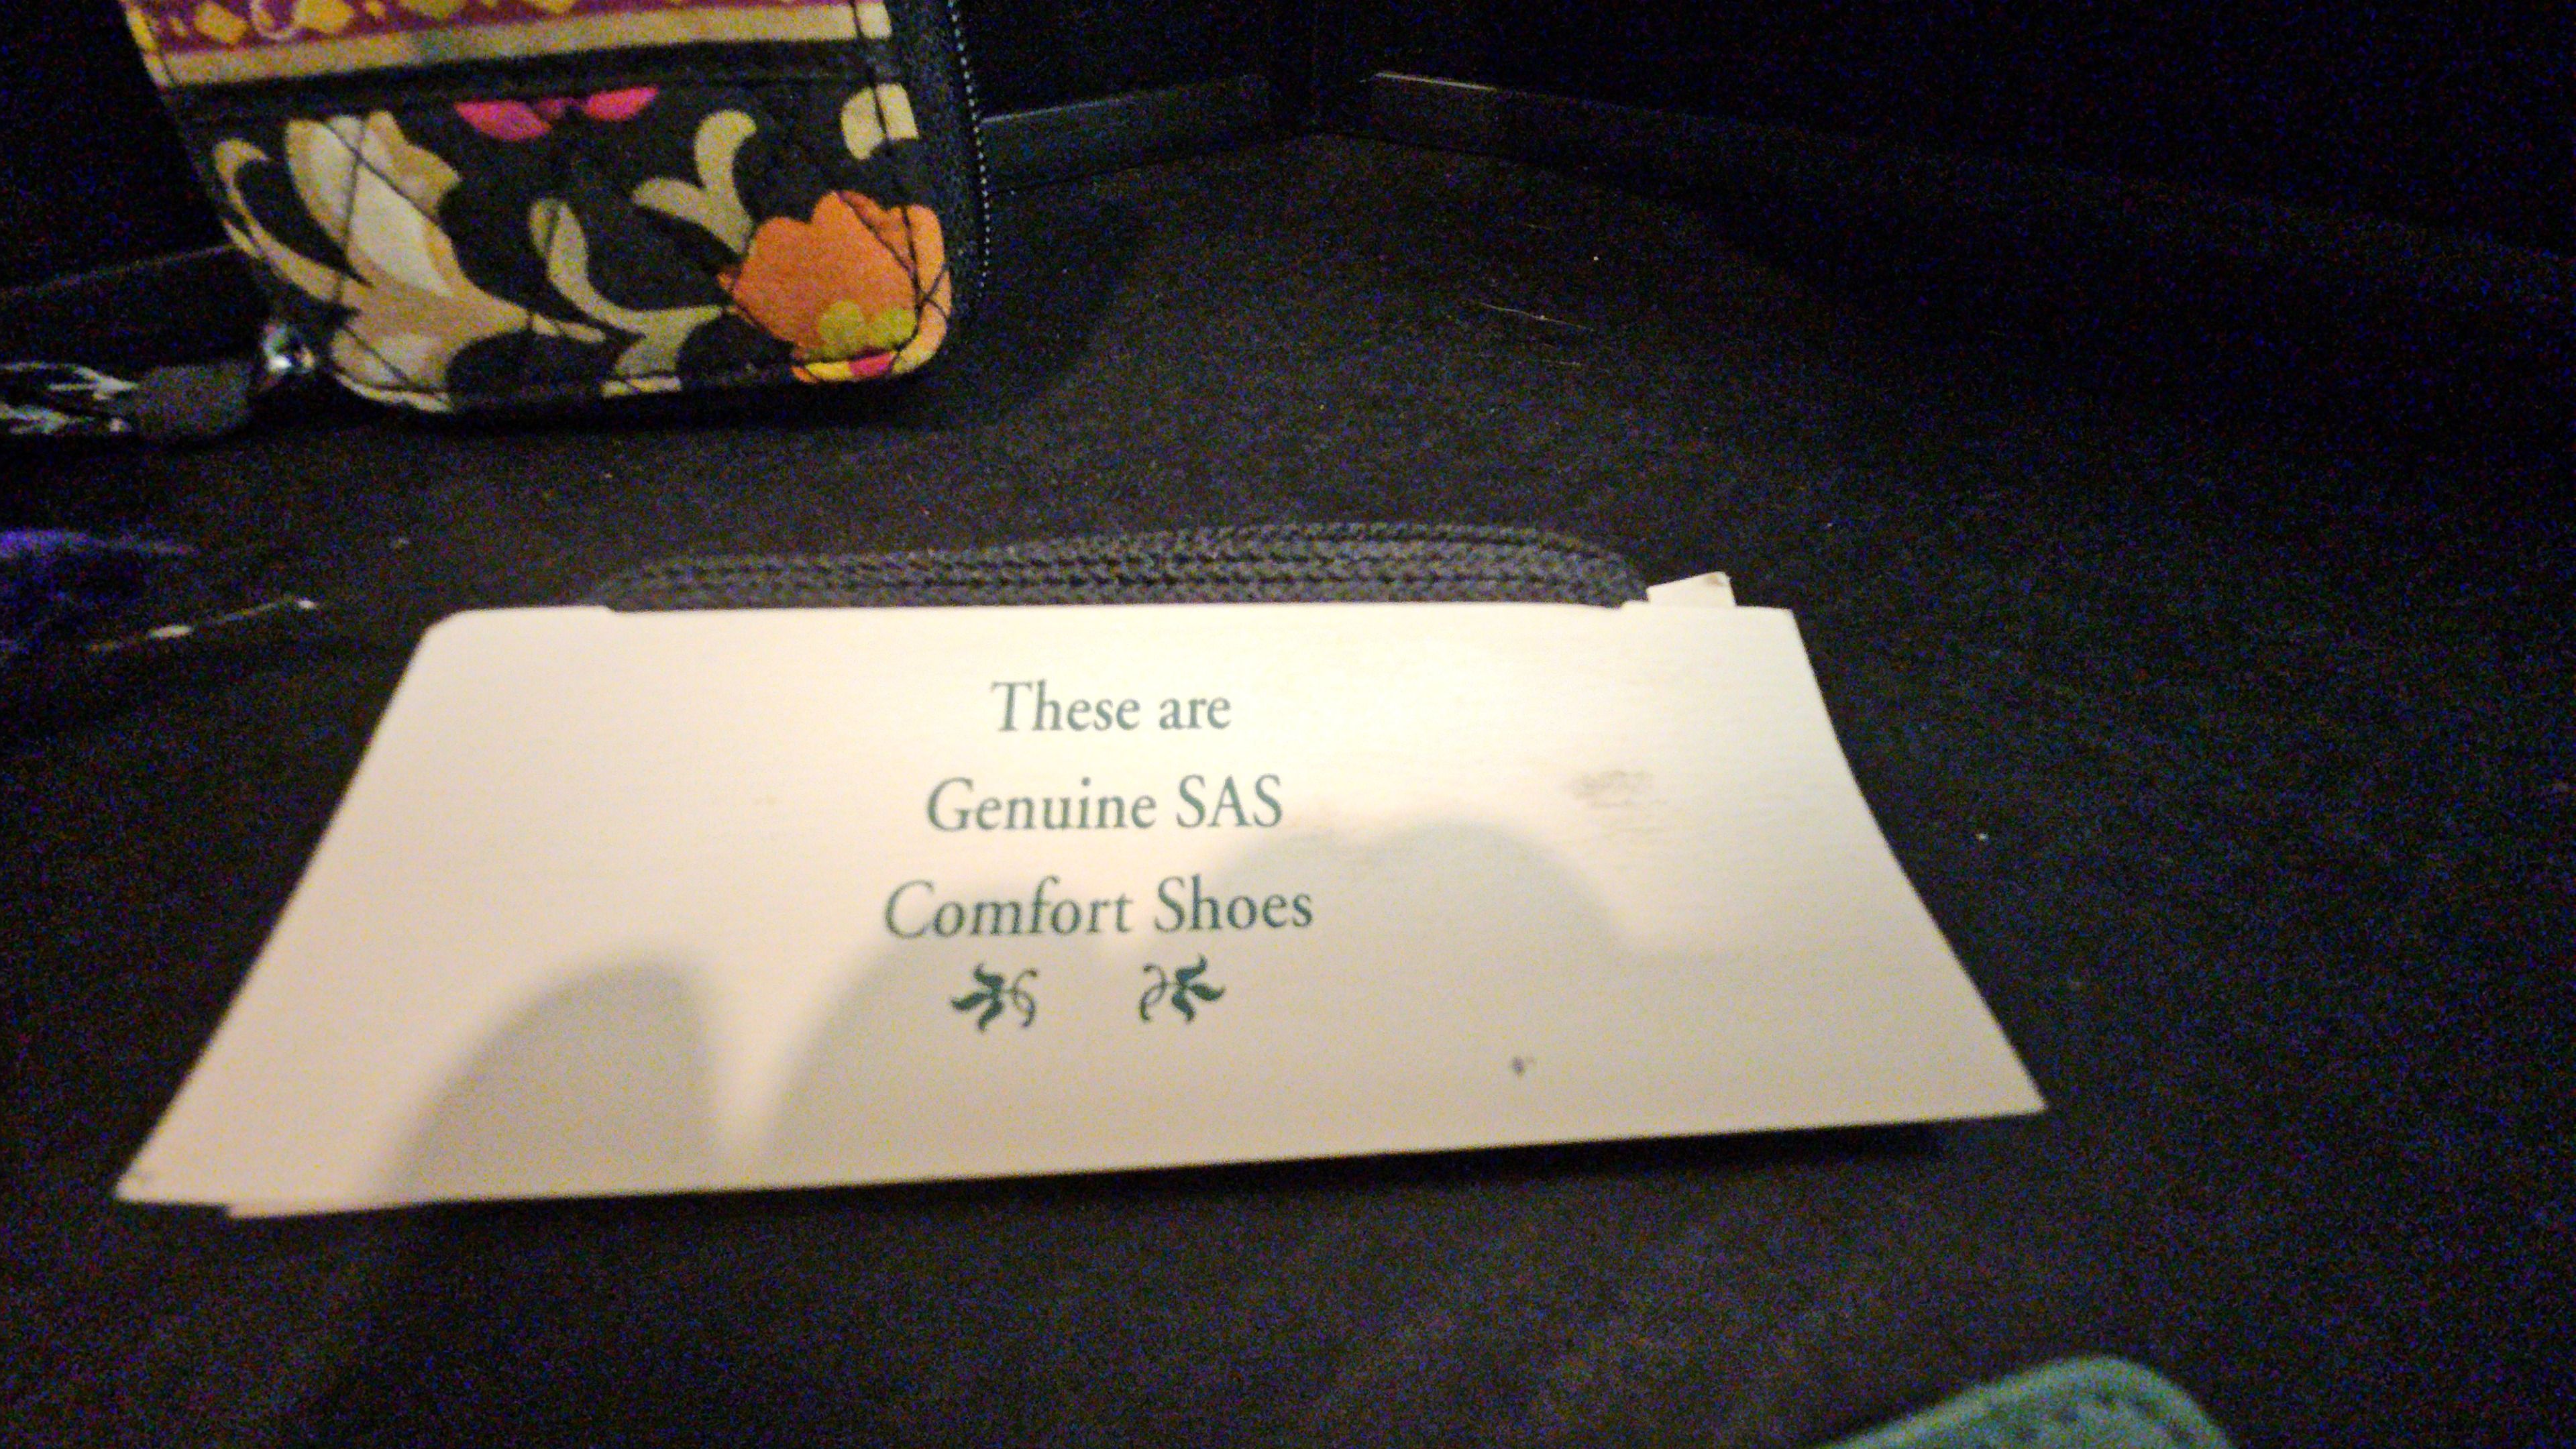 These are
Genuine SAS
Comfort Shoes